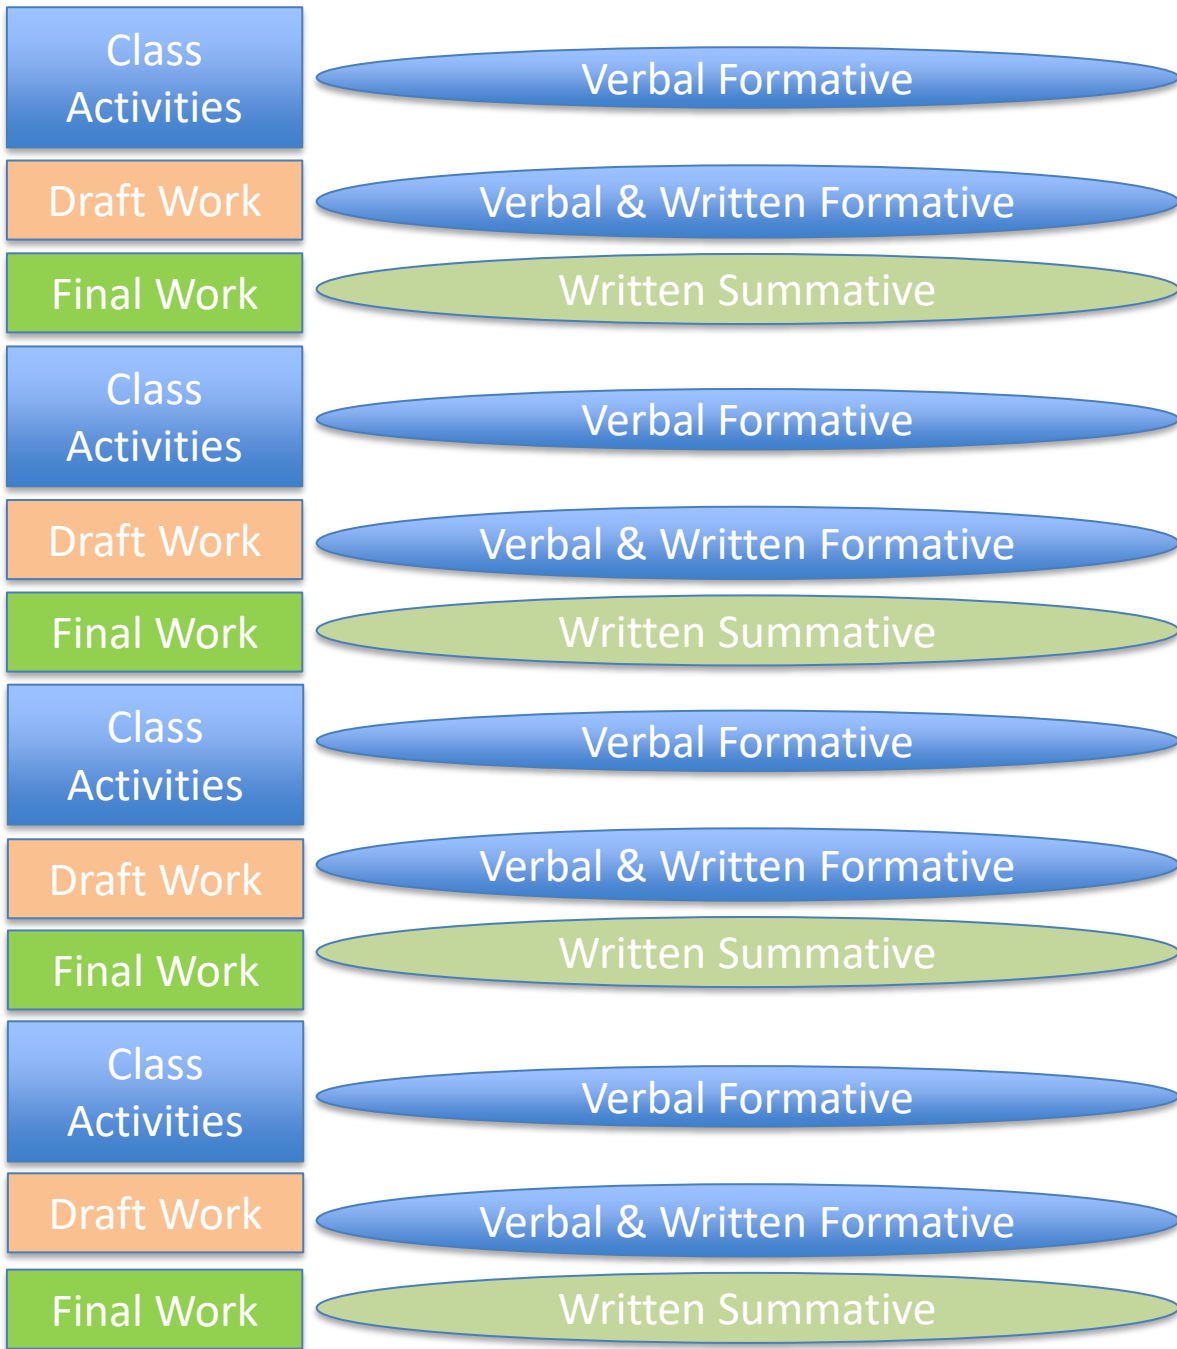 Class
Activities
Verbal Formative
Draft Work
Verbal & Written Formative
Final Work
Written Summative
Class
Activities
Verbal Formative
Draft Work
Verbal & Written Formative
Final Work
Written Summative
Class
Activities
Verbal Formative
Draft Work
Verbal & Written Formative
Final Work
Written Summative
Class
Activities
Verbal Formative
Draft Work
Verbal & Written Formative
Final Work
Written Summative